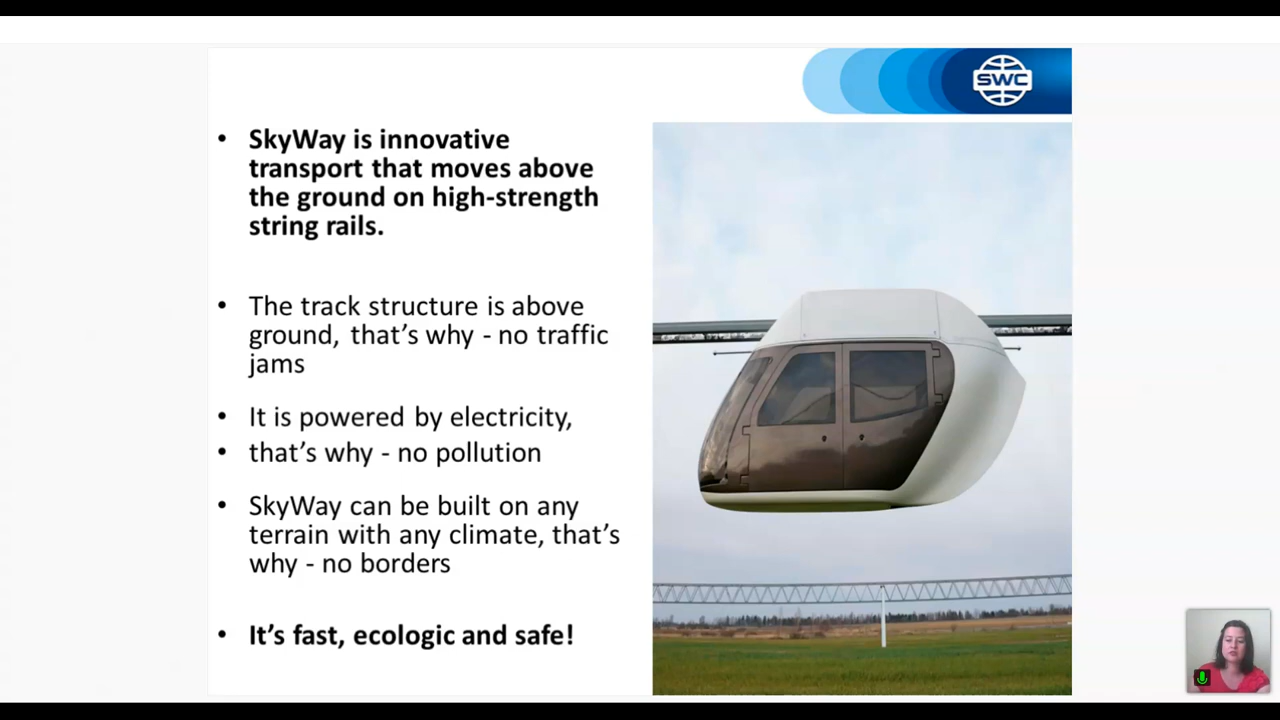 SWC
• SkyWay is innovative
transport that moves above
the ground on high-strength
string rails.
• The track structure is above
ground, that’s why - no traffic
jams
• It is powered by electricity,
• that’s why - no pollution
• SkyWay can be built on any
terrain with any climate, that’s
why - no borders
• It’s fast, ecologic and safe!